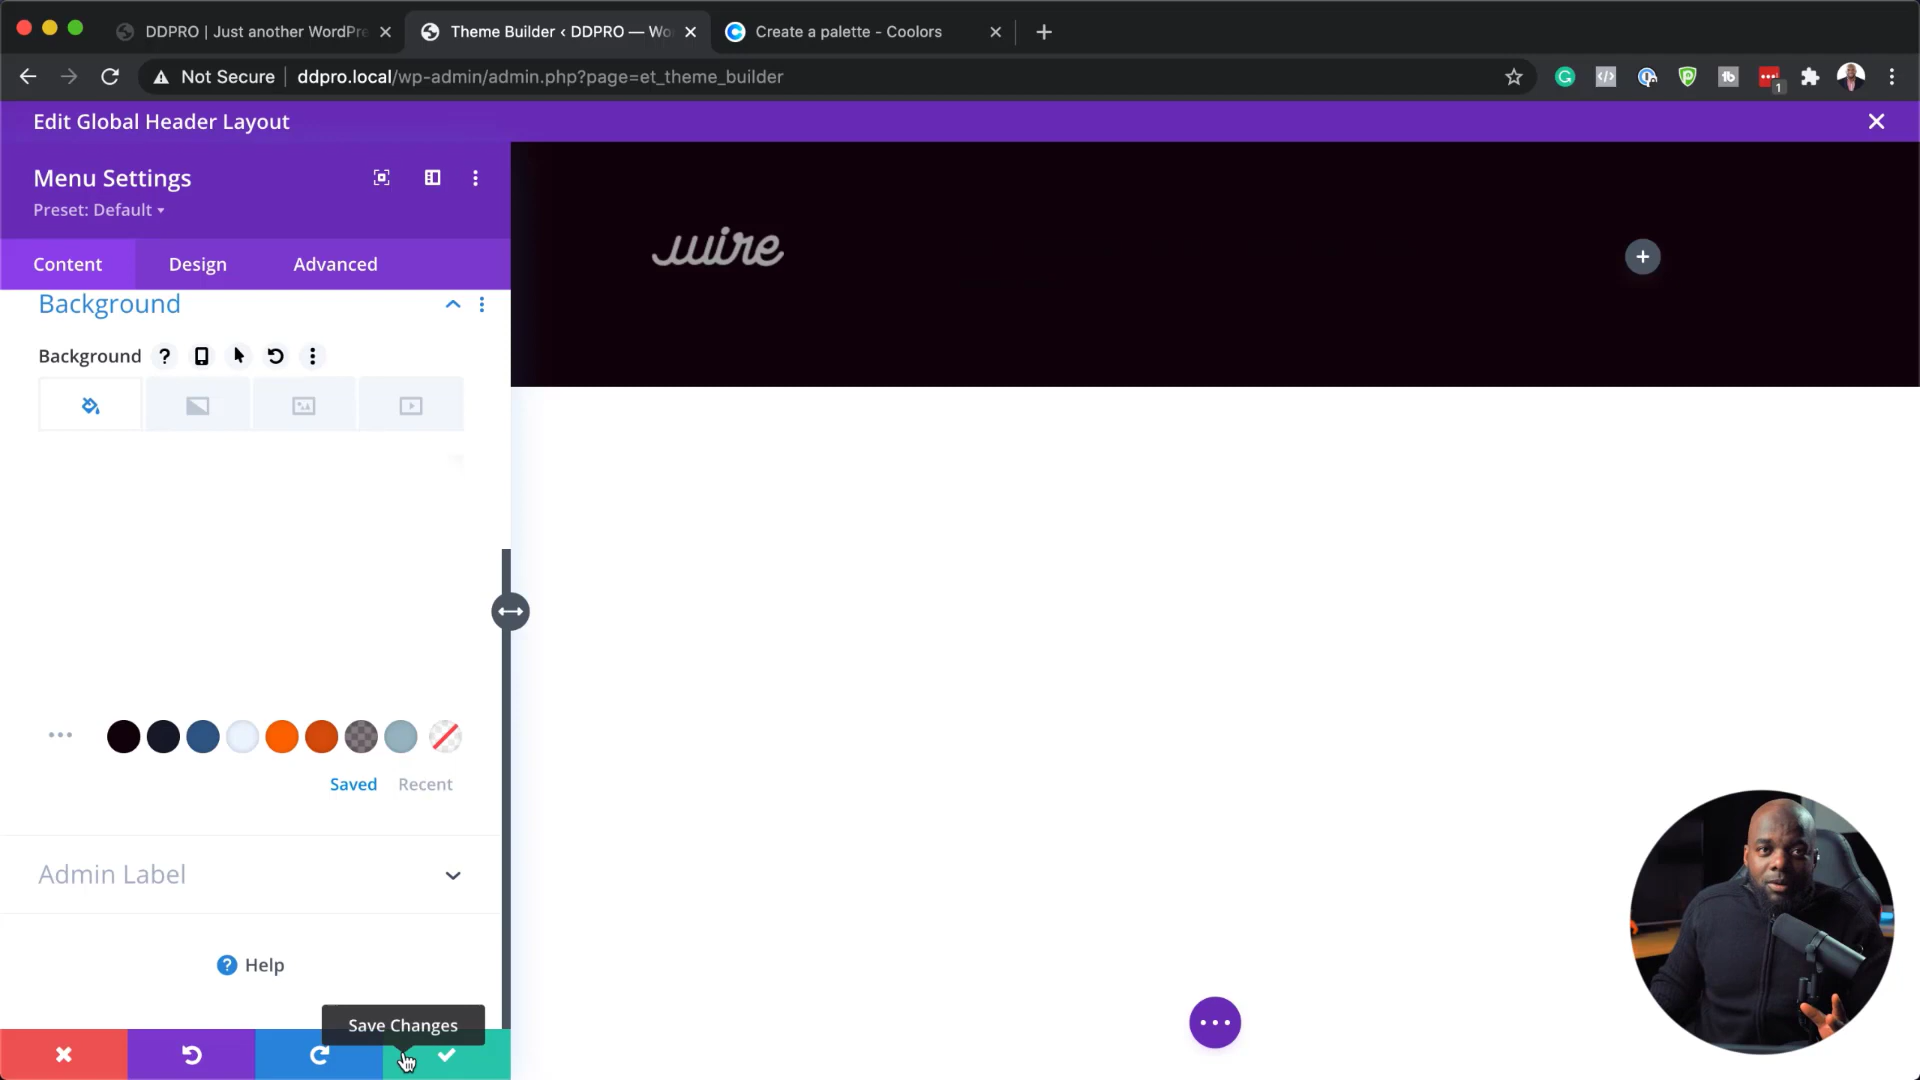 DDPRO | Just another WordPre
Theme Builder ‹ DDPRO — Wo
Create a palette - Coolors
Not Secure
ddpro.local/wp-admin/admin.php?page=et_theme_builder
1
Edit Global Header Layout
Menu Settings
Preset: Default
Content
Design
Advanced
wire
Background
Background
Saved
Recent
Admin Label
Help
Save Changes